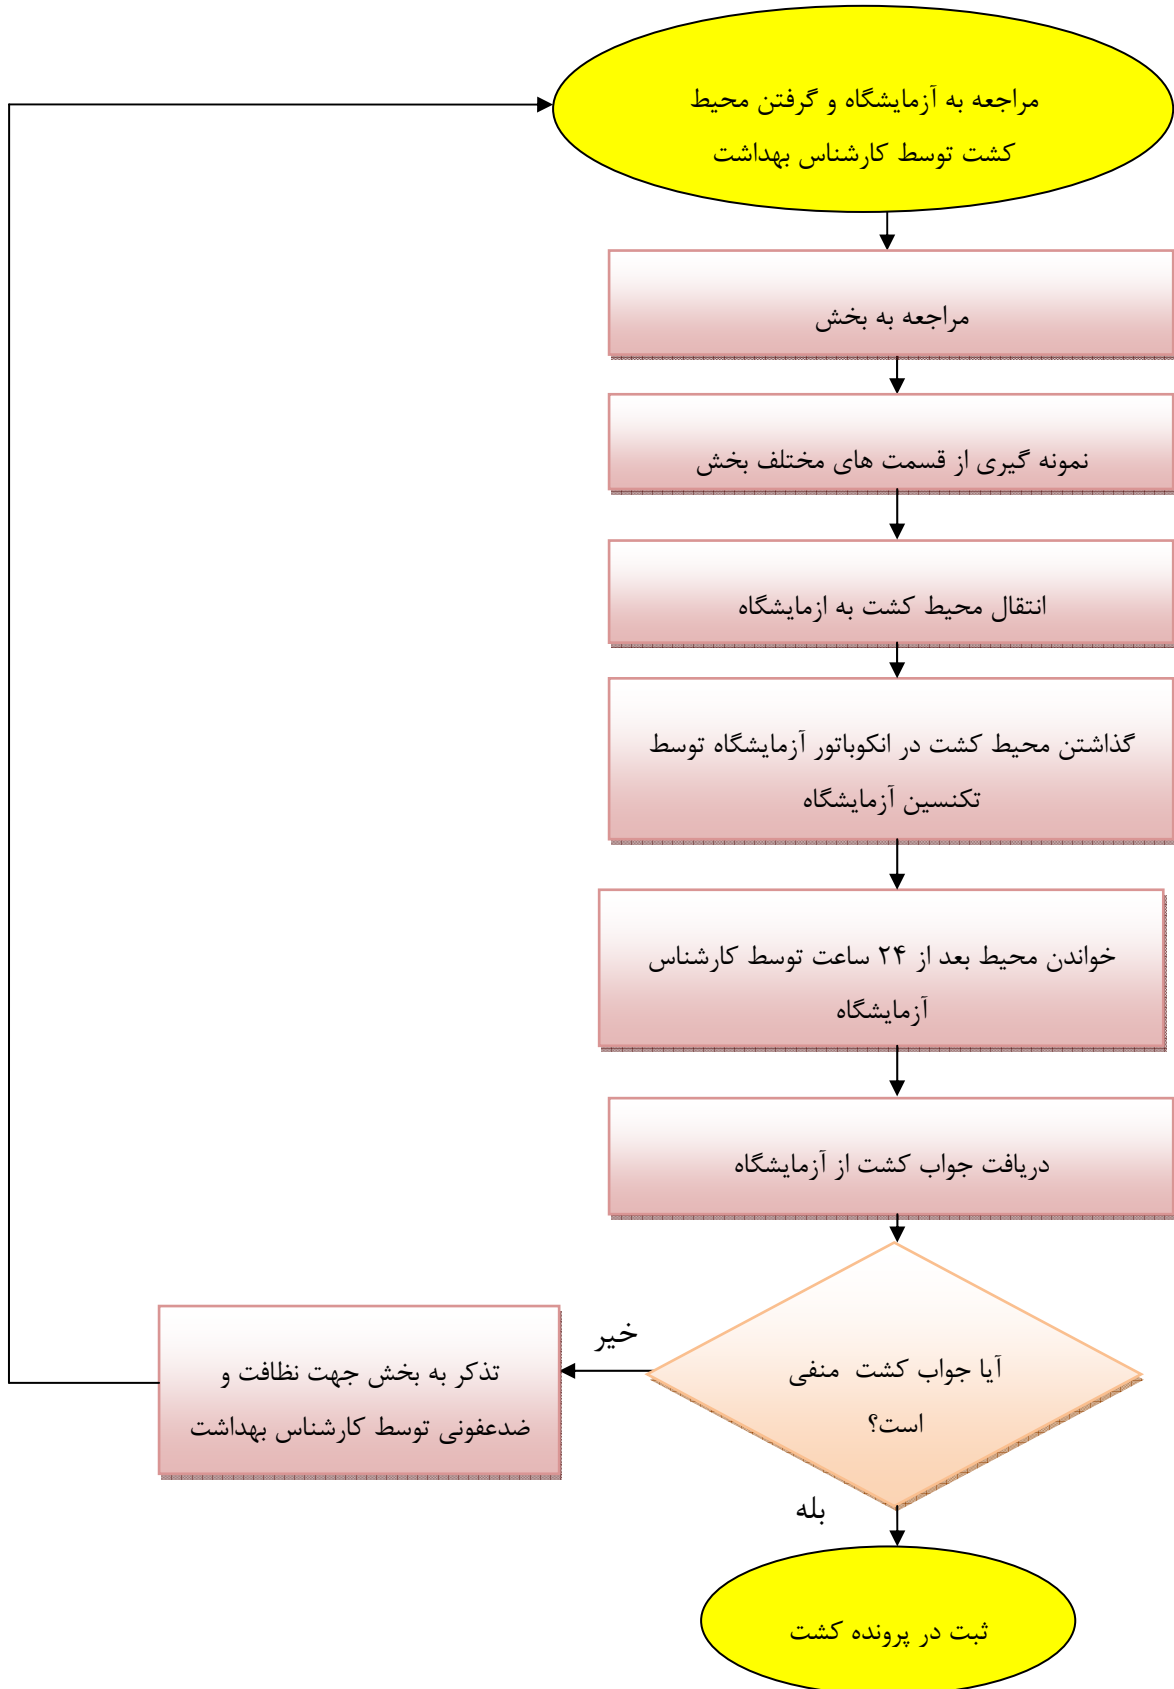 مراجعه به آزمایشگاه و گرفتن محیط
کشت توسط کارشناس بهداشت
مراجعه به بخش
نمونه گیری از قسمت های مختلف بخش
انتقال محیط کشت به ازمایشگاه
گذاشتن محیط کشت در انکوباتور آزمایشگاه توسط
تکنسین آزمایشگاه
خواندن محیط بعد از ۲۴ ساعت توسط کارشناس
آزمایشگاه
دریافت جواب کشت از آزمایشگاه
آیا جواب کشت منفی
است؟
خیر
تذکر به بخش جهت نظافت و
ضدعفونی توسط کارشناس بهداشت
بله
ثبت در پرونده کشت